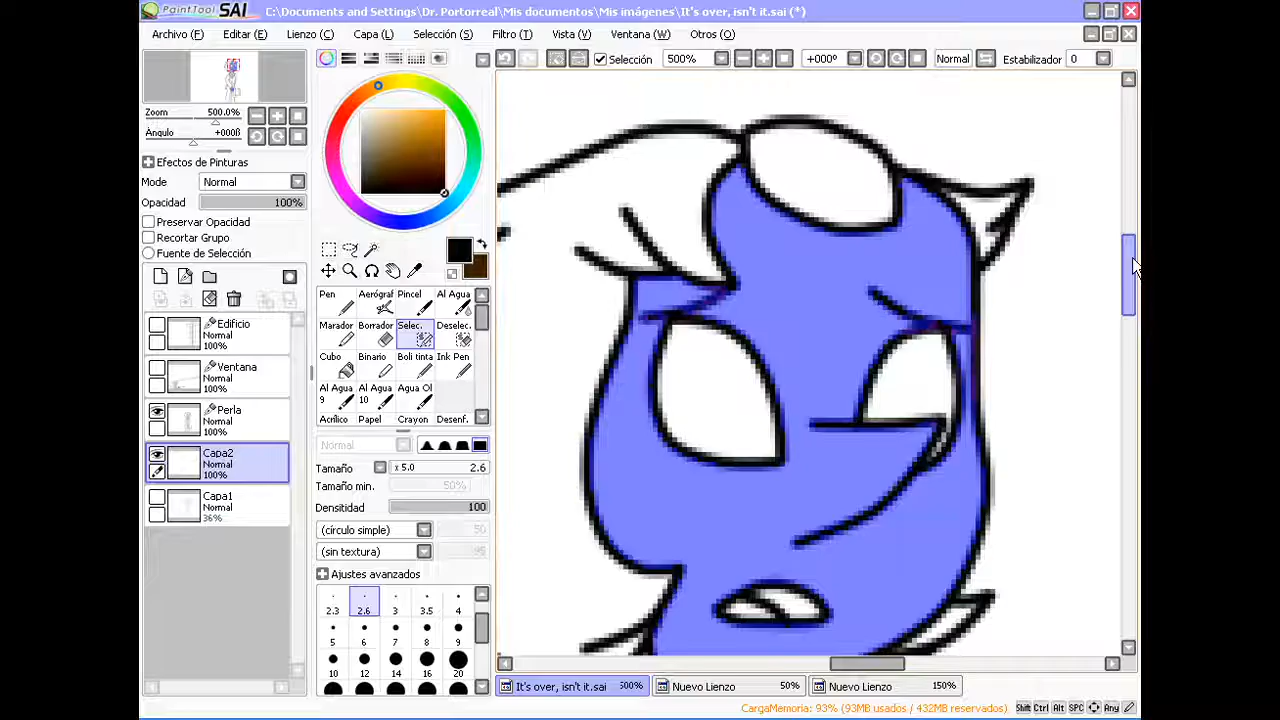 PaintTool SAI C:\Documents and Settings\Dr. Portorreal\Mis documentos\Mis imágenes\It's over, isn't it.sai (*)
Archivo (F) Editar (E) Lienzo (C) Capa (L) cción (S) Filtro (T) Vista (V) Ventana (W) os (O)
Selección 500% +000º Normal Estabilizador 0
Zoom 500.0%
Ángulo +000ß
Efectos de Pinturas
Mode Normal
Opacidad 100%
Preservar Opacidad
Recortar Grupo
Fuente de Selección
Edificio
Normal
100%
Ventana
Normal
100%
Perla
Normal
100%
Capa2
Normal
100%
Capa1
Normal
36%
Pen Aerógraf Pincel Al Agua
Marador Borrador Selec. Deselec.
Cubo Binario Boli tinta Ink Pen
Al Agua 9 Al Agua 10 Agua Ol
Acrílico Papel Crayon Desenf.
Normal
Tamaño x 5.0 2.6
Tamaño min. 50%
Densitidad 100
(círculo simple) 50
(sin textura) 95
Ajustes avanzados
2.3 2.6 3 3.5 4
5 6 7 8 9
10 12 14 16 20
It's over, isn't it.sai 500% Nuevo Lienzo 50% Nuevo Lienzo 150%
CargaMemoria: 93% (93MB usados / 432MB reservados) Shift Ctrl Alt SPC Any